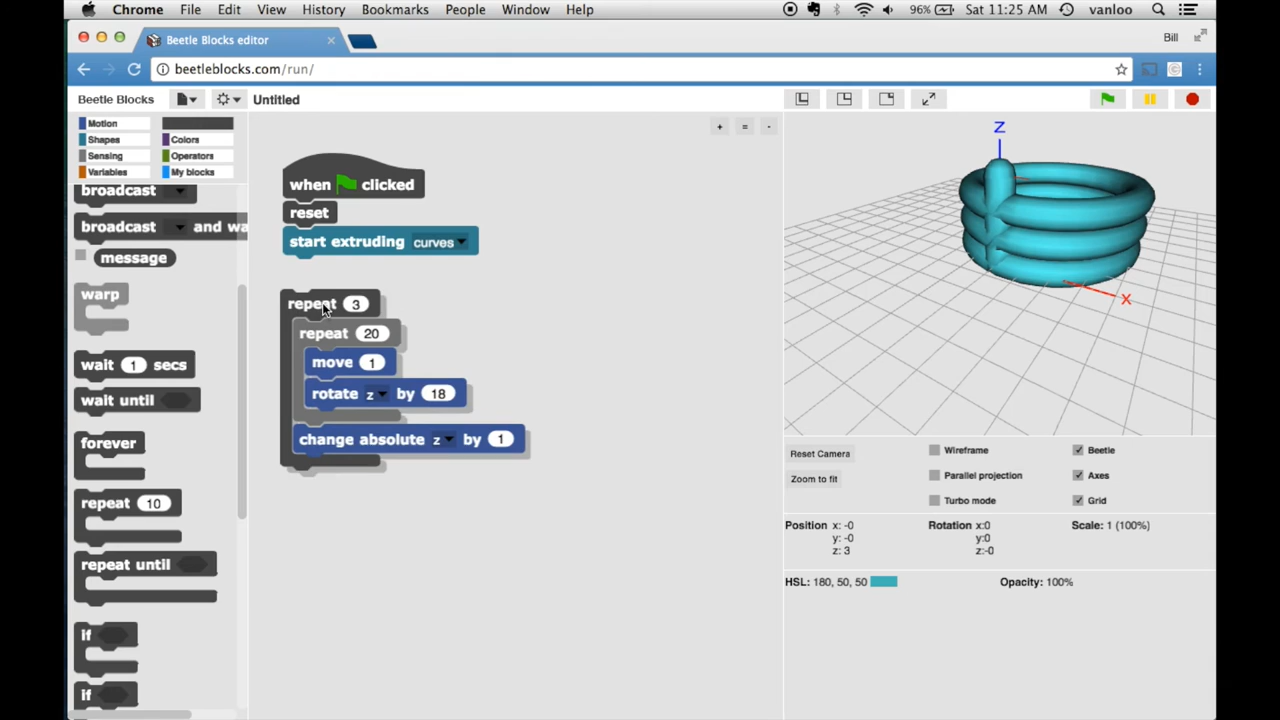 Chrome File Edit View History Bookmarks People Window Help 96% Sat 11:25 AM vanloo
Beetle Blocks editor × Bill
beetleblocks.com/run/
Beetle Blocks Untitled
Motion
Shapes Colors
Sensing Operators
Variables My blocks
broadcast
broadcast and wa
message
warp
wait 1 secs
wait until
forever
repeat 10
repeat until
if
if
+ = -
when clicked
reset
start extruding curves
repeat 3
repeat 20
move 1
rotate z by 18
change absolute z by 1
Z
X
Reset Camera Wireframe Beetle
Zoom to fit Parallel projection Axes
Turbo mode Grid
Position x: -0 Rotation x:0 Scale: 1 (100%)
y: -0 y:0
z: 3 z:-0
HSL: 180, 50, 50 Opacity: 100%